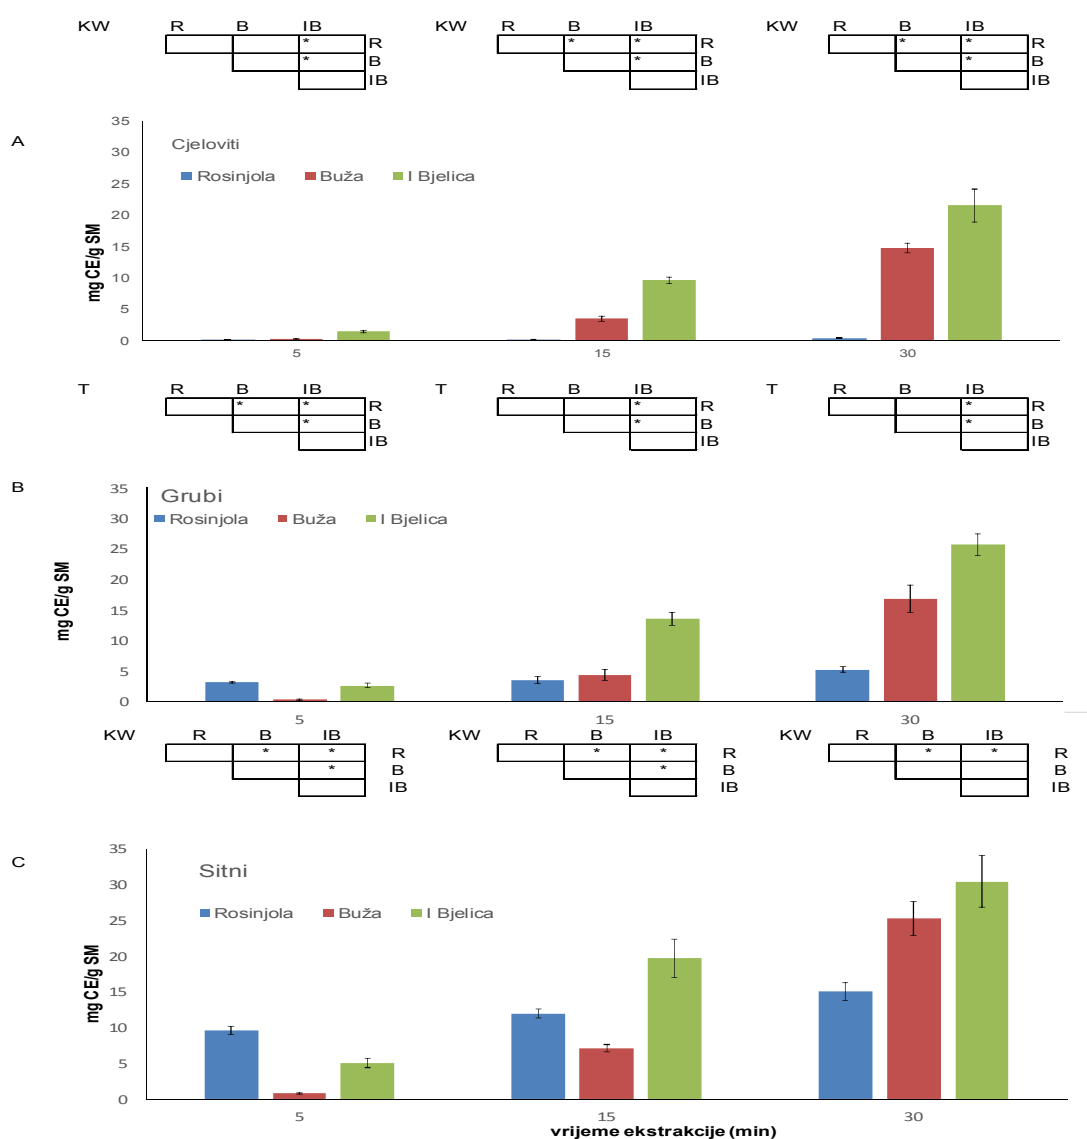 KW R B IB KW R B IB KW R B IB
* R * * R * * R
* B * B * B
IB IB IB
A
35
Cjeloviti
30
Rosinjola Buža I Bjelica
25
20
15
10
5
0
mg CE/g SM
5 15 30
T R B IB T R B IB T R B IB
* * R * R * R
* B * B * B
IB IB IB
B
35
Grubi
30
Rosinjola Buža I Bjelica
25
20
15
10
5
0
mg CE/g SM
5 15 30
KW R B IB KW R B IB KW R B IB
* * R * * R * * R
* B * B B
IB IB IB
C
35
Sitni
30
Rosinjola Buža I Bjelica
25
20
15
10
5
0
mg CE/g SM
5 15 30
vrijeme ekstrakcije (min)